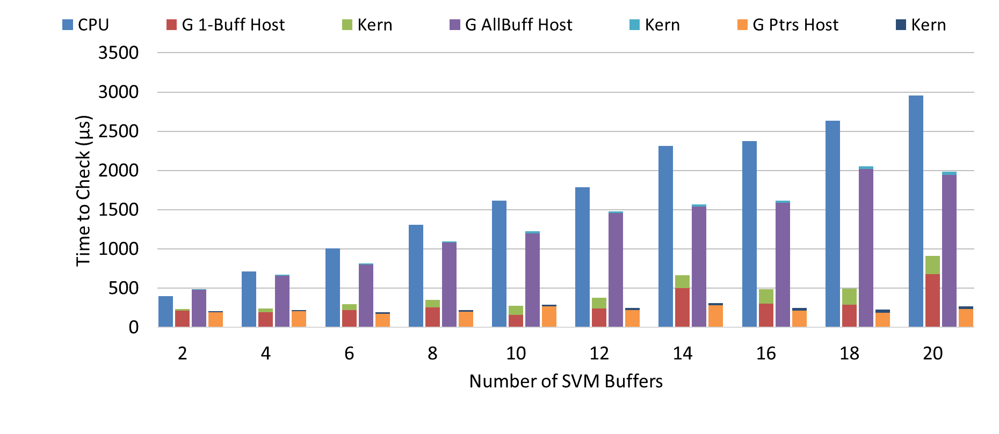 CPU G 1-Buff Host Kern G AllBuff Host Kern G Ptrs Host Kern
3500
3000
2500
2000
1500
1000
500
0
Time to Check (µs)
2 4 6 8 10 12 14 16 18 20
Number of SVM Buffers